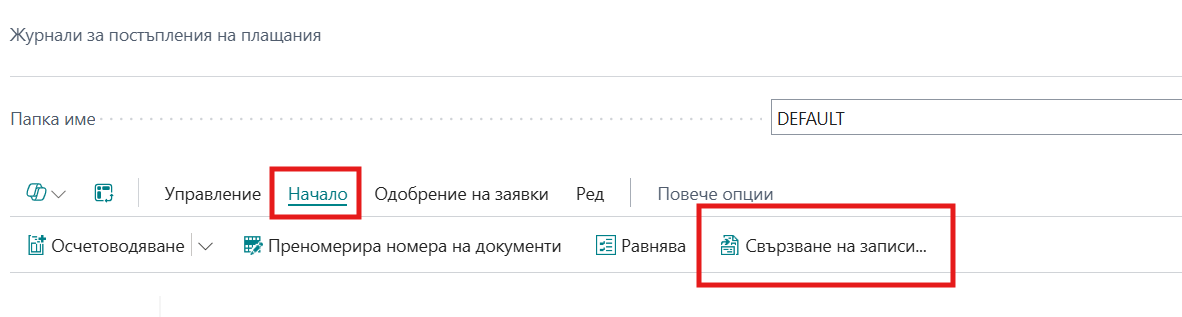 Журнали за постъпления на плащания
Папка име DEFAULT
Управление Начало Одобрение на заявки Ред Повече опции
Осчетоводяване Преномерира номера на документи Равнява Свързване на записи...